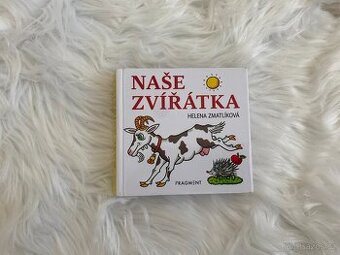 NAŠE
ZVÍŘÁTKA
HELENA ZMATLÍKOVÁ
FRAGMENT